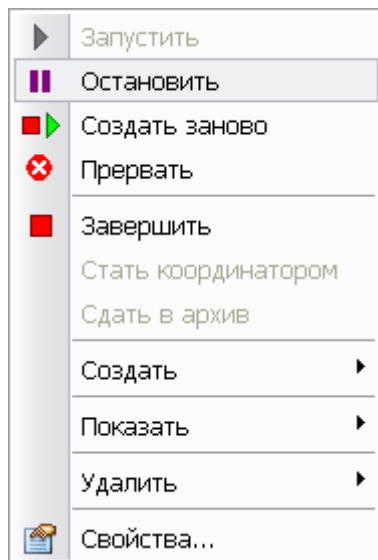 Запустить
Остановить
Создать заново
Прервать
Завершить
Стать координатором
Сдать в архив
Создать
Показать
Удалить
Свойства...